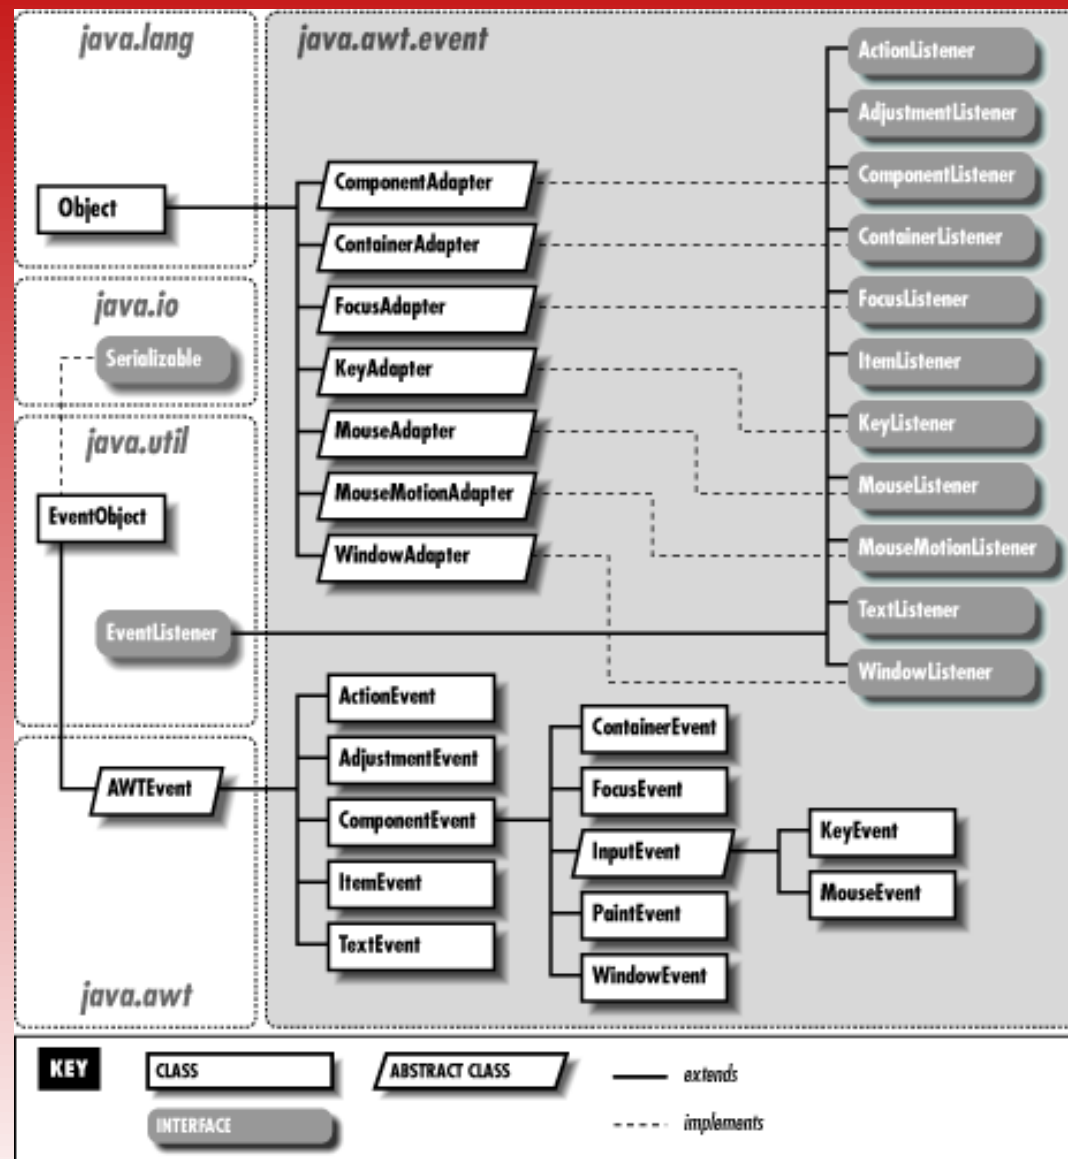 java.lang
Object
java.io
Serializable
java.util
EventObject
EventListener
AWTEvent
java.awt
java.awt.event
ComponentAdapter
ContainerAdapter
FocusAdapter
KeyAdapter
MouseAdapter
MouseMotionAdapter
WindowAdapter
ActionListener
AdjustmentListener
ComponentListener
ContainerListener
FocusListener
ItemListener
KeyListener
MouseListener
MouseMotionListener
TextListener
WindowListener
ActionEvent
AdjustmentEvent
ComponentEvent
ItemEvent
TextEvent
ContainerEvent
FocusEvent
InputEvent
PaintEvent
WindowEvent
KeyEvent
MouseEvent
KEY
CLASS
ABSTRACT CLASS
extends
INTERFACE
implements